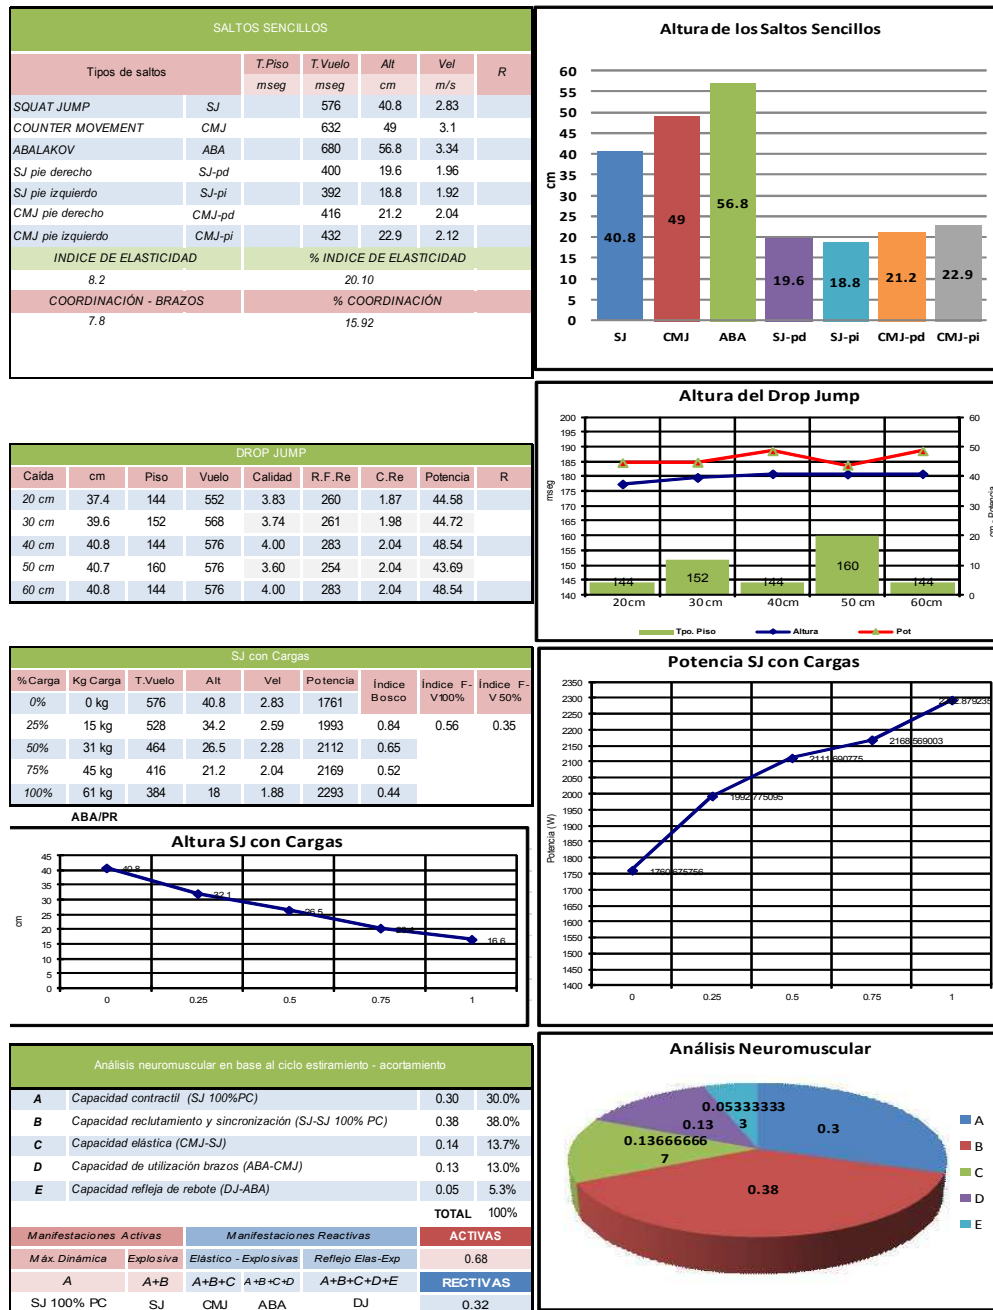 SALTOS SENCILLOS
Tipos de saltos T.Piso T.Vuelo Alt Vel R
mseg mseg cm m/s
SQUAT JUMP SJ 576 40.8 2.83
COUNTER MOVEMENT CMJ 632 49 3.1
ABALAKOV ABA 680 56.8 3.34
SJ pie derecho SJ-pd 400 19.6 1.96
SJ pie izquierdo SJ-pi 392 18.8 1.92
CMJ pie derecho CMJ-pd 416 21.2 2.04
CMJ pie izquierdo CMJ-pi 432 22.9 2.12
INDICE DE ELASTICIDAD % INDICE DE ELASTICIDAD
8.2 20.10
COORDINACIÓN - BRAZOS % COORDINACIÓN
7.8 15.92
Altura de los Saltos Sencillos
60
55
50
45
40
35
30
25
20
15
10
5
0
cm
40.8 49 56.8 19.6 18.8 21.2 22.9
SJ CMJ ABA SJ-pd SJ-pi CMJ-pd CMJ-pi
DROP JUMP
Caída cm Piso Vuelo Calidad R.F.Re C.Re Potencia R
20 cm 37.4 144 552 3.83 260 1.87 44.58
30 cm 39.6 152 568 3.74 261 1.98 44.72
40 cm 40.8 144 576 4.00 283 2.04 48.54
50 cm 40.7 160 576 3.60 254 2.04 43.69
60 cm 40.8 144 576 4.00 283 2.04 48.54
Altura del Drop Jump
200
195
190
185
180
175
170
165
160
155
150
145
140
mseg
60
50
40
30
20
10
0
cm - Potencia
144 152 144 160 144
20cm 30cm 40cm 50 cm 60cm
Tpo. Piso Altura Pot
SJ con Cargas
% Carga Kg Carga T.Vuelo Alt Vel Potencia Índice Bosco Índice F-V100% Índice F-V 50%
0% 0 kg 576 40.8 2.83 1761
25% 15 kg 528 34.2 2.59 1993 0.84 0.56 0.35
50% 31 kg 464 26.5 2.28 2112 0.65
75% 45 kg 416 21.2 2.04 2169 0.52
100% 61 kg 384 18 1.88 2293 0.44
ABA/PR
Altura SJ con Cargas
45
40
35
30
25
20
15
10
5
0
cm
40.8 32.1 26.5 16.6
0 0.25 0.5 0.75 1
Potencia SJ con Cargas
2350
2300
2250
2200
2150
2100
2050
2000
1950
1900
1850
1800
1750
1700
1650
1600
1550
1500
1450
1400
Potencia (W)
1760.675756
1992.775095
2111.690775
2168.569003
0 0.25 0.5 0.75 1
Análisis neuromuscular en base al ciclo estiramiento - acortamiento
A Capacidad contractil (SJ 100%PC) 0.30 30.0%
B Capacidad reclutamiento y sincronización (SJ-SJ 100% PC) 0.38 38.0%
C Capacidad elástica (CMJ-SJ) 0.14 13.7%
D Capacidad de utilización brazos (ABA-CMJ) 0.13 13.0%
E Capacidad refleja de rebote (DJ-ABA) 0.05 5.3%
TOTAL 100%
Manifestaciones Activas Manifestaciones Reactivas ACTIVAS
Máx. Dinámica Explosiva Elástico - Explosivas Reflejo Elas-Exp 0.68
A A+B A+B+C A+B+C+D A+B+C+D+E RECTIVAS
SJ 100% PC SJ CMJ ABA DJ 0.32
Análisis Neuromuscular
0.05333333
3
0.13
0.13666666
7
0.3
0.38
A
B
C
D
E